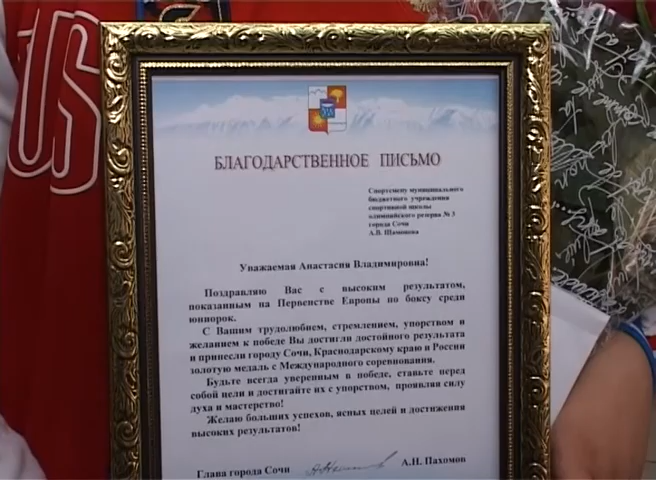 БЛАГОДАРСТВЕННОЕ ПИСЬМО
Спортсмену муниципального
бюджетного учреждения
спортивной школы
олимпийского резерва № 3
города Сочи
А.В. Шамонова
Уважаемая Анастасия Владимировна!
Поздравляю Вас с высоким результатом,
показанным на Первенстве Европы по боксу среди
юниорок.
С Вашим трудолюбием, стремлением, упорством и
желанием к победе Вы достигли достойного результата
и принесли городу Сочи, Краснодарскому краю и России
золотую медаль с Международного соревнования.
Будьте всегда уверенным в победе, ставьте перед
собой цели и достигайте их с упорством, проявляя силу
духа и мастерство!
Желаю больших успехов, ясных целей и достижения
высоких результатов!
Глава города Сочи А.Н. Пахомов